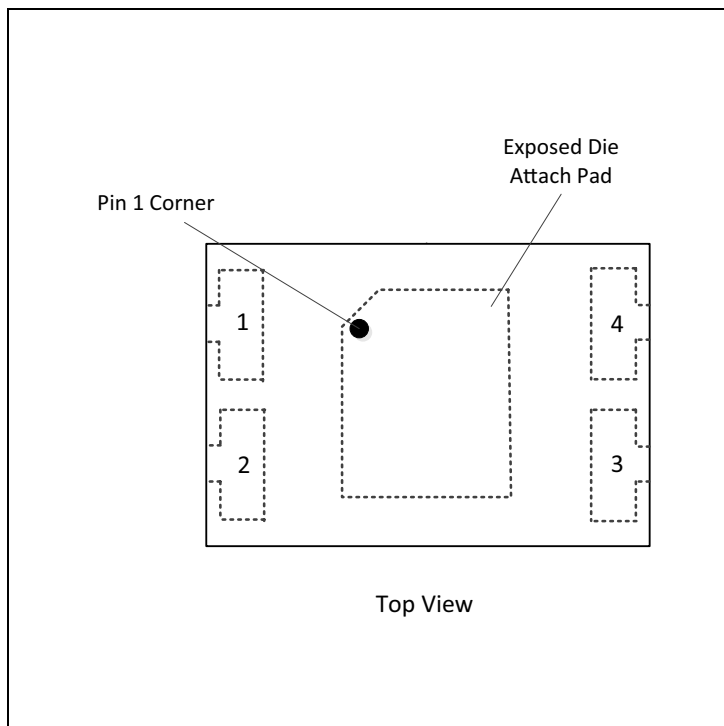 Exposed Die
Attach Pad
Pin 1 Corner
1
4
2
3
Top View